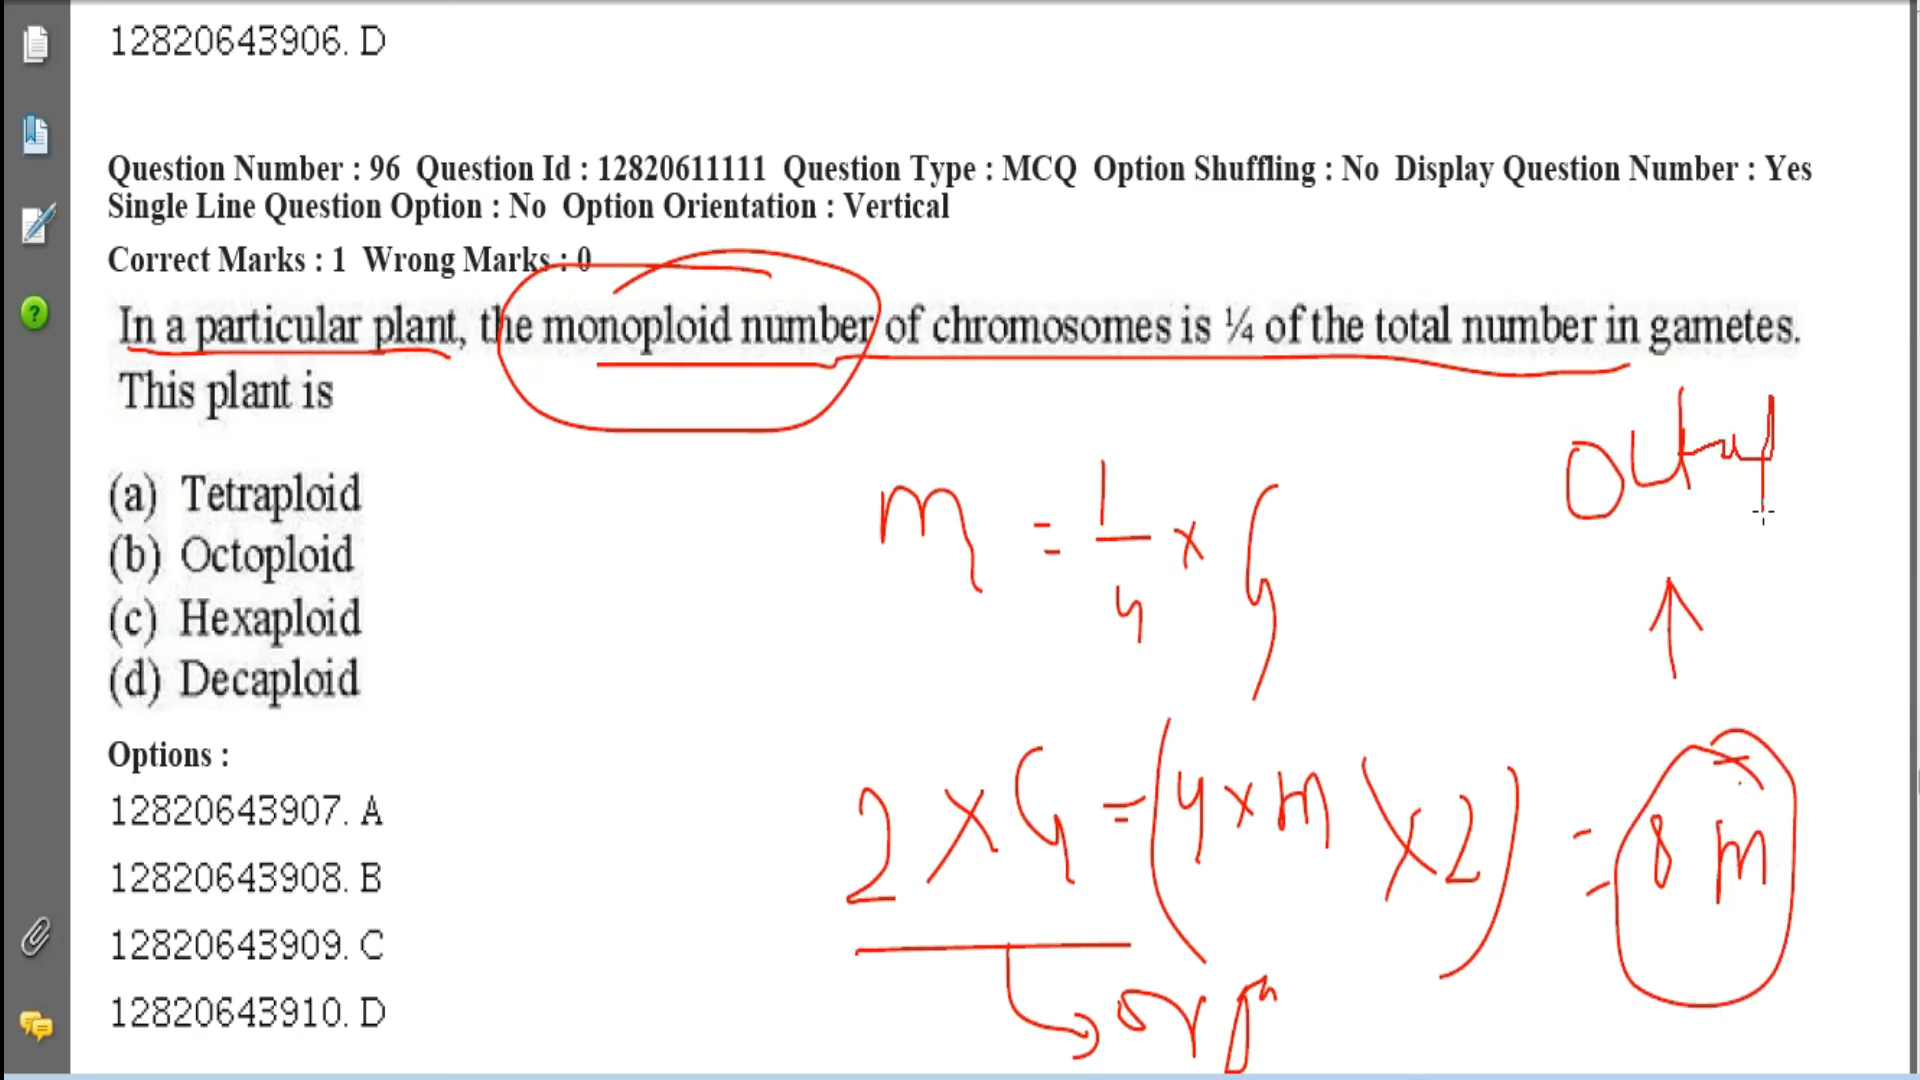 12820643906. D
Question Number : 96 Question Id : 12820611111 Question Type : MCQ Option Shuffling : No Display Question Number : Yes
Single Line Question Option : No Option Orientation : Vertical
Correct Marks : 1 Wrong Marks : 0
In a particular plant, the monoploid number of chromosomes is ¼ of the total number in gametes.
This plant is
(a) Tetraploid
(b) Octoploid
(c) Hexaploid
(d) Decaploid
m = 1/4 × G
2 × G = (4 × m × 2) = 8 m
Options :
12820643907. A
12820643908. B
12820643909. C
12820643910. D